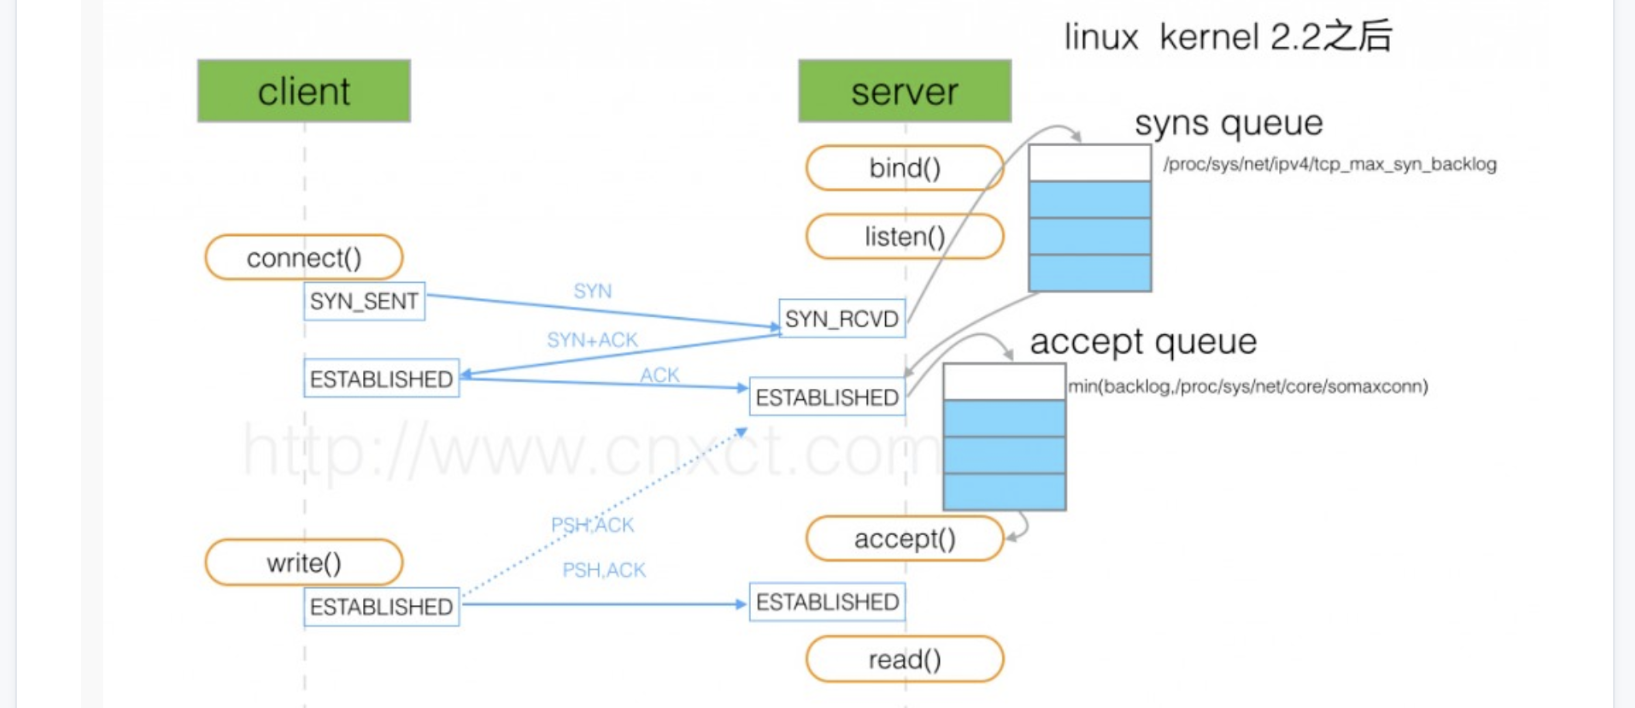 linux kernel 2.2之后
client
server
syns queue
/proc/sys/net/ipv4/tcp_max_syn_backlog
bind()
listen()
connect()
SYN_SENT
SYN
SYN_RCVD
SYN+ACK
accept queue
ESTABLISHED
ACK
ESTABLISHED
min(backlog,/proc/sys/net/core/somaxconn)
http://www.cnxct.com
PSH,ACK
accept()
write()
PSH,ACK
ESTABLISHED
ESTABLISHED
read()